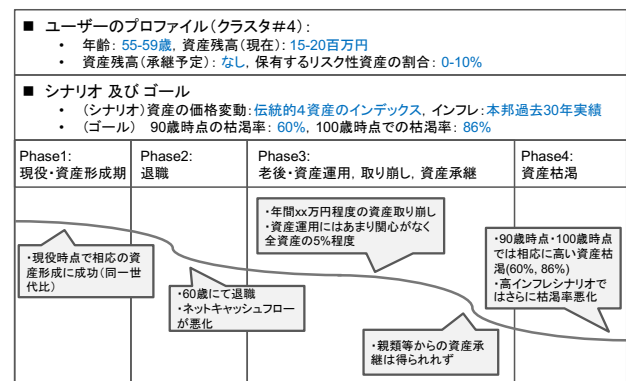 ■ ユーザーのプロファイル（クラスタ＃4）：
・ 年齢： 55-59歳， 資産残高（現在）： 15-20百万円
・ 資産残高（承継予定）： なし， 保有するリスク性資産の割合： 0-10%
■ シナリオ 及び ゴール
・ （シナリオ）資産の価格変動：伝統的４資産のインデックス， インフレ：本邦過去30年実績
・ （ゴール） 90歳時点の枯渇率： 60%， 100歳時点での枯渇率： 86%
Phase1:
現役・資産形成期
Phase2:
退職
Phase3:
老後・資産運用，取り崩し，資産承継
Phase4:
資産枯渇
・現役時点で相応の資
産形成に成功（同一世
代比）
・60歳にて退職
・ネットキャッシュフロー
が悪化
・年間xx万円程度の資産取り崩し
・資産運用にはあまり関心がなく
全資産の5%程度
・親類等からの資産承
継は得られれず
・90歳時点・100歳時点
では相応に高い資産枯
渇(60%, 86%)
・高インフレシナリオで
はさらに枯渇率悪化